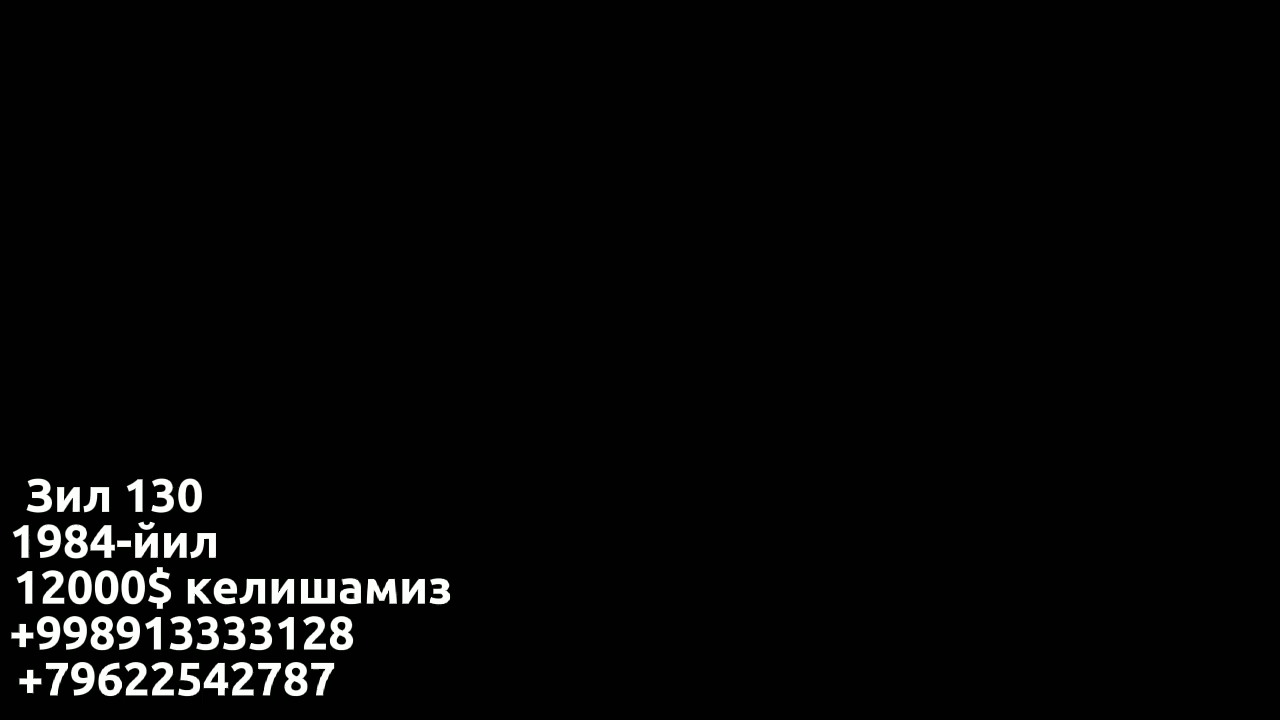 Зил 130
1984-йил
12000$ келишамиз
+998913333128
+79622542787